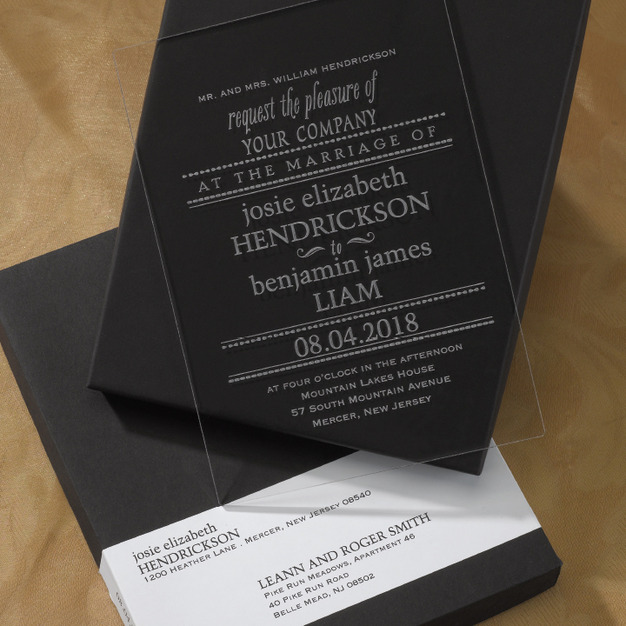 MR. AND MRS. WILLIAM HENDRICKSON
request the pleasure of
YOUR COMPANY
AT THE MARRIAGE OF
josie elizabeth
HENDRICKSON
to
benjamin james
LIAM
08.04.2018
AT FOUR O'CLOCK IN THE AFTERNOON
MOUNTAIN LAKES HOUSE
57 SOUTH MOUNTAIN AVENUE
MERCER, NEW JERSEY
josie elizabeth
HENDRICKSON
1200 HEATHER LANE . MERCER, NEW JERSEY 08540
LEANN AND ROGER SMITH
PIKE RUN MEADOWS, APARTMENT 46
40 PIKE RUN ROAD
BELLE MEAD, NJ 08502